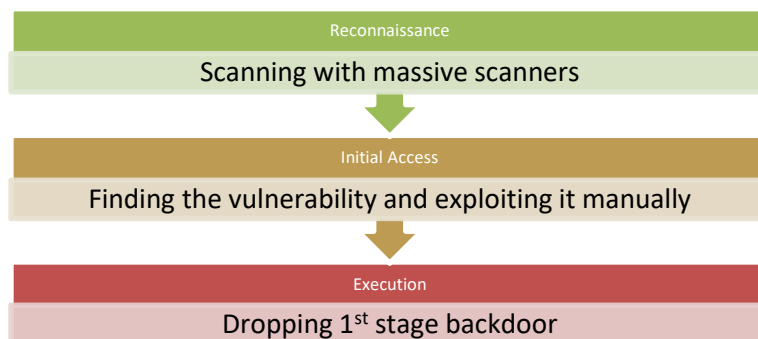 Reconnaissance
Scanning with massive scanners
Initial Access
Finding the vulnerability and exploiting it manually
Execution
Dropping 1st stage backdoor